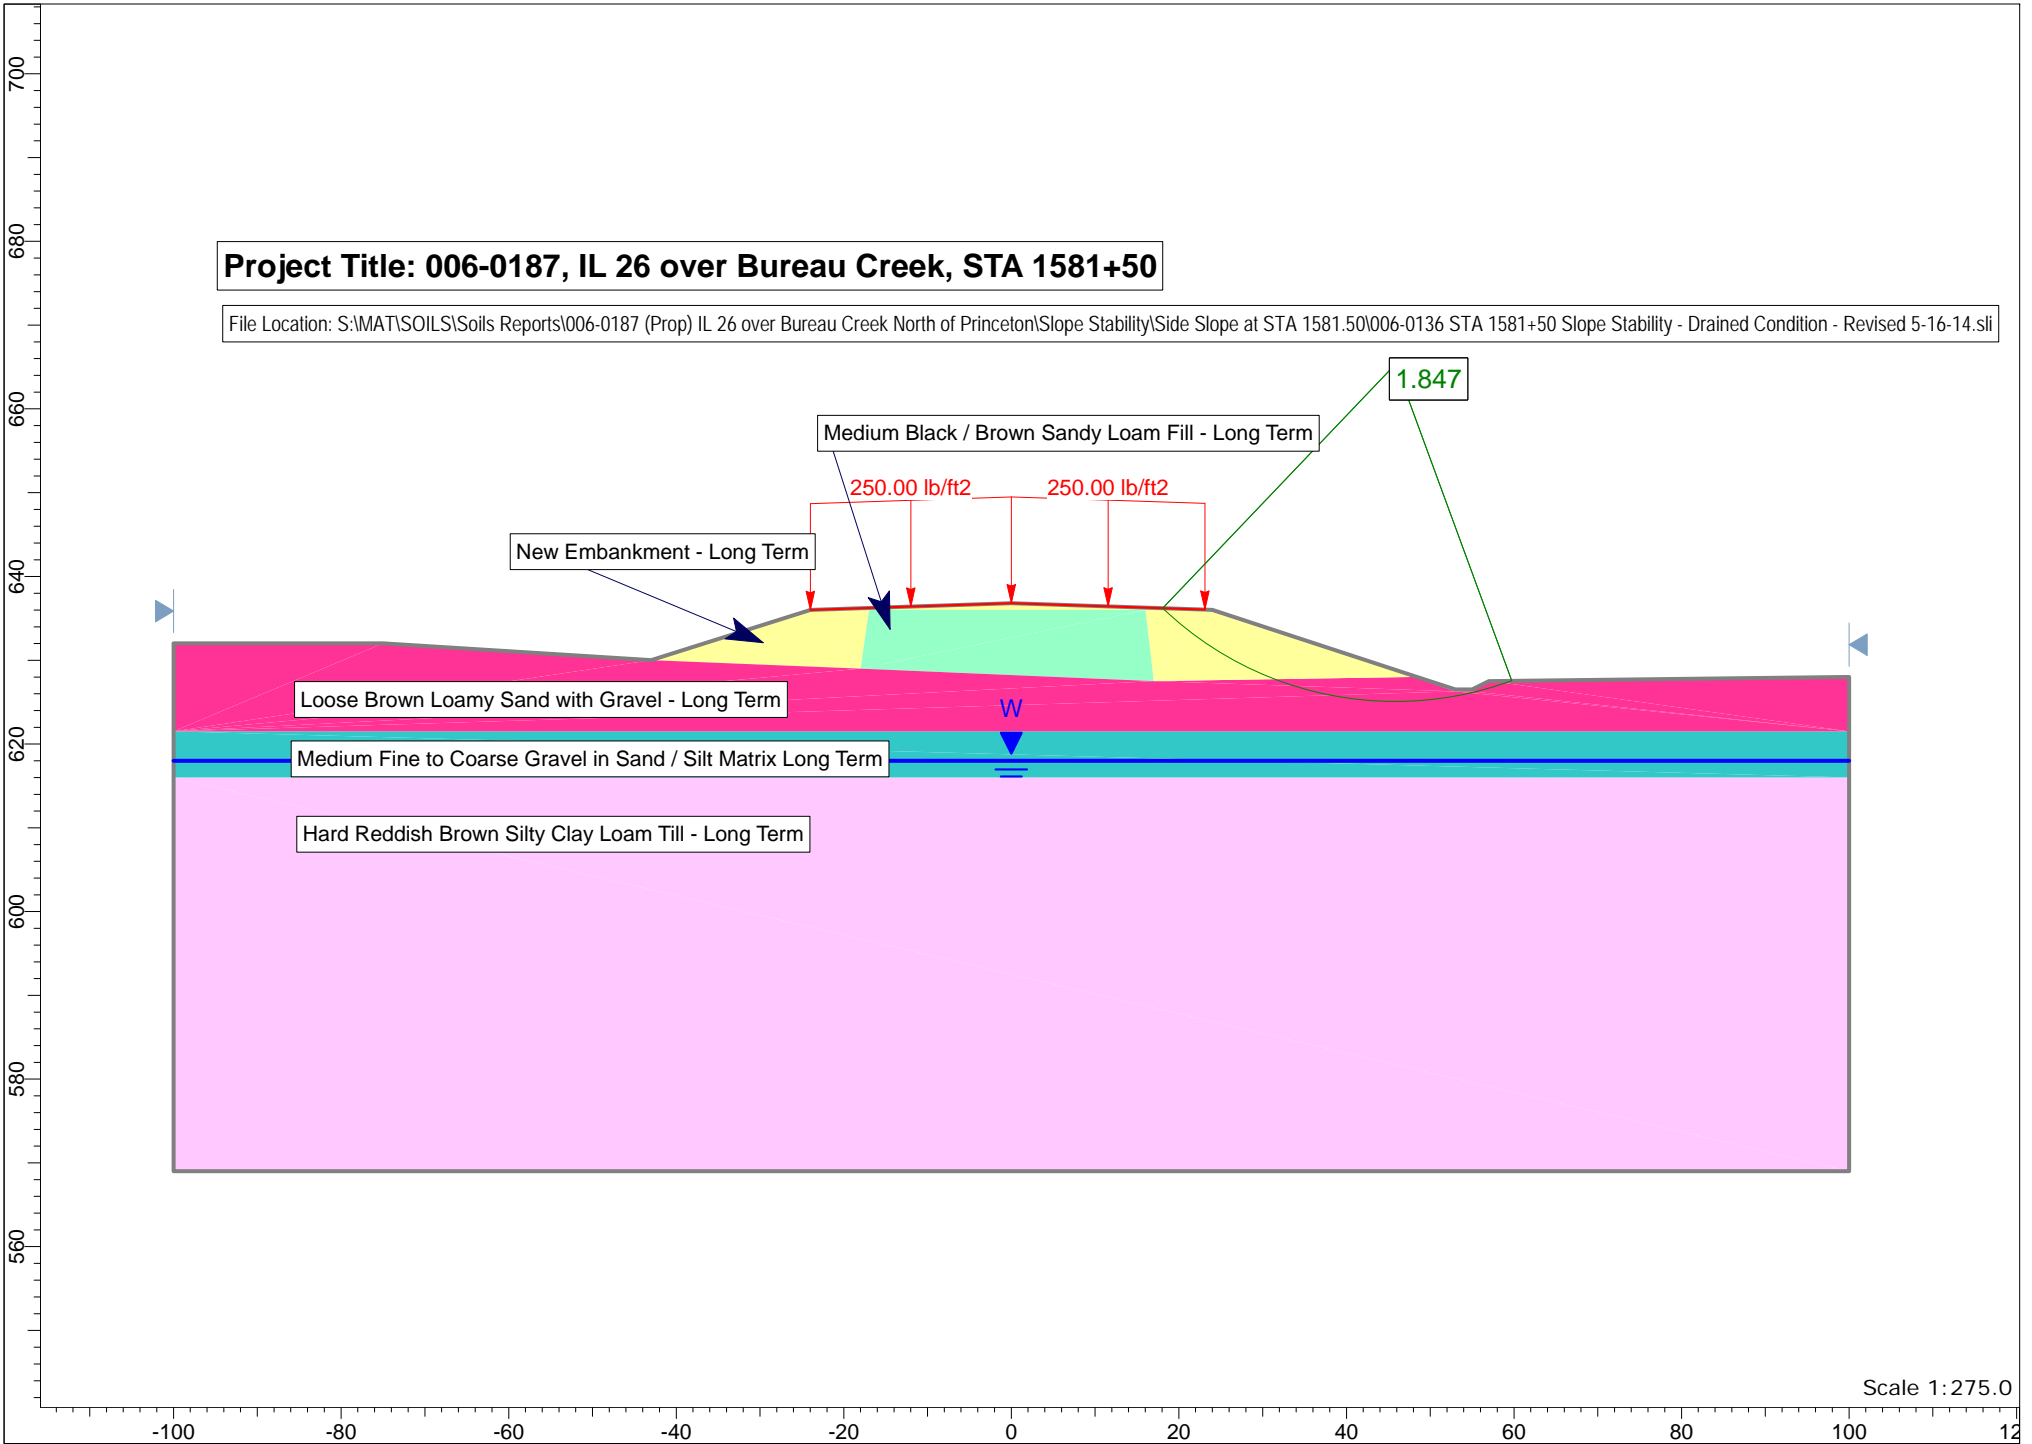 700
680
660
640
620
600
580
560
Project Title: 006-0187, IL 26 over Bureau Creek, STA 1581+50
File Location: S:\MAT\SOILS\Soils Reports\006-0187 (Prop) IL 26 over Bureau Creek North of Princeton\Slope Stability\Side Slope at STA 1581.50\006-0136 STA 1581+50 Slope Stability - Drained Condition - Revised 5-16-14.sli
1.847
Medium Black / Brown Sandy Loam Fill - Long Term
250.00 lb/ft2
250.00 lb/ft2
New Embankment - Long Term
Loose Brown Loamy Sand with Gravel - Long Term
W
Medium Fine to Coarse Gravel in Sand / Silt Matrix Long Term
Hard Reddish Brown Silty Clay Loam Till - Long Term
Scale 1:275.0
-100 -80 -60 -40 -20 0 20 40 60 80 100 12